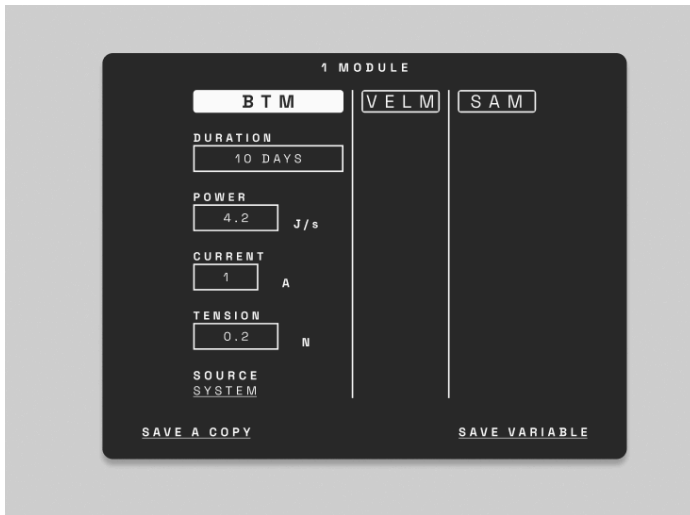 1 MODULE
BTM VELM SAM
DURATION
10 DAYS
POWER
4.2 J/s
CURRENT
1 A
TENSION
0.2 N
SOURCE
SYSTEM
SAVE A COPY SAVE VARIABLE